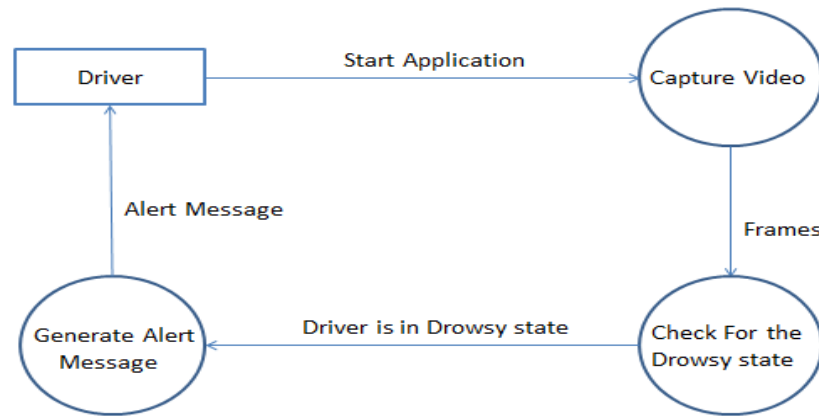 Driver
Start Application
Capture Video
Alert Message
Frames
Generate Alert
Message
Driver is in Drowsy state
Check For the
Drowsy state